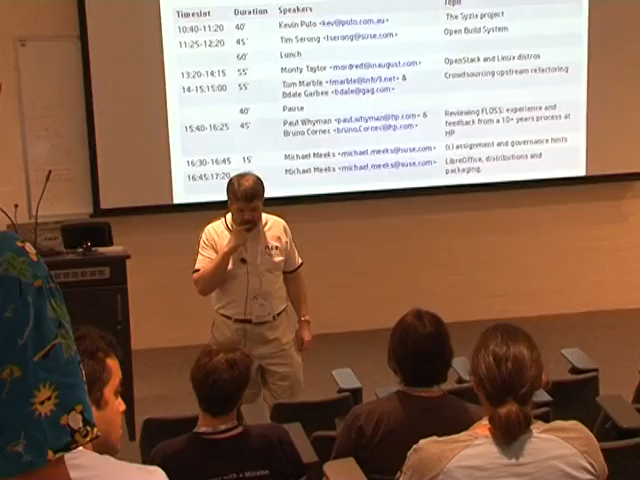 Timeslot Duration Speakers Topic
10:40-11:20 40' Kevin Pulo <kev@pulo.com.au> The Syzix project
11:25-12:20 45' Tim Serong <tserong@suse.com> Open Build System
60' Lunch
13:20-14:15 55' Monty Taylor <mordred@inaugust.com> OpenStack and Linux distros
14-15:15:00 55' Tom Marble <tmarble@info9.net> & Crowdsourcing upstream refactoring
Bdale Garbee <bdale@gag.com>
40' Pause
15:40-16:25 45' Paul Whyman <paul.whyman@hp.com> & Reviewing FLOSS: experience and
Bruno Cornec <bruno.Cornec@hp.com> feedback from a 10+ years process at
HP
16:30-16:45 15' Michael Meeks <michael.meeks@suse.com> (c) assignment and governance hints
16:45:17:20 Michael Meeks <michael.meeks@suse.com> LibreOffice, distributions and
packaging,
with a Mission